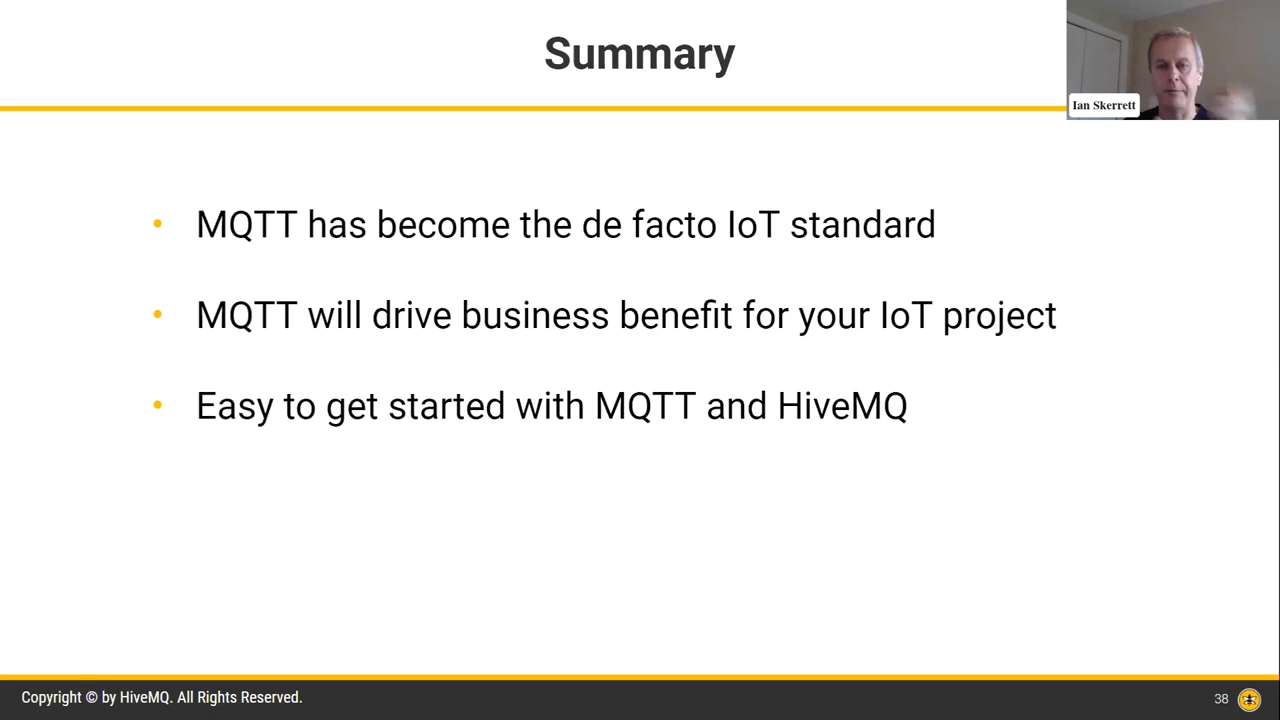 Summary
Ian Skerrett
• MQTT has become the de facto IoT standard
• MQTT will drive business benefit for your IoT project
• Easy to get started with MQTT and HiveMQ
Copyright © by HiveMQ. All Rights Reserved.
38